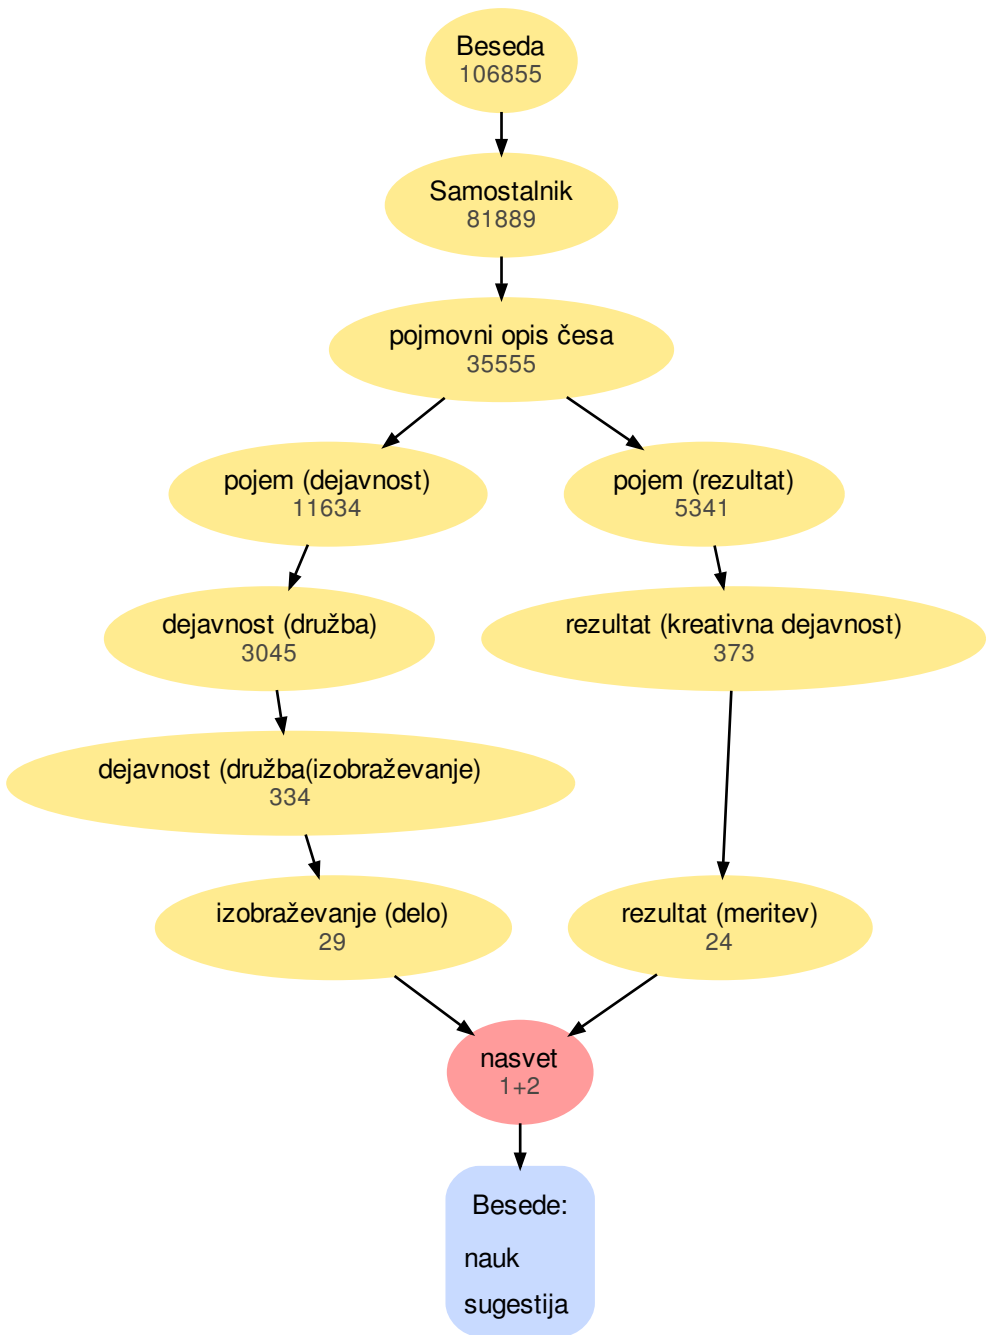 Beseda
106855
Samostalnik
81889
pojmovni opis česa
35555
pojem (dejavnost)
11634
pojem (rezultat)
5341
dejavnost (družba)
3045
rezultat (kreativna dejavnost)
373
dejavnost (družba(izobraževanje)
334
izobraževanje (delo)
29
rezultat (meritev)
24
nasvet
1+2
Besede:
nauk
sugestija